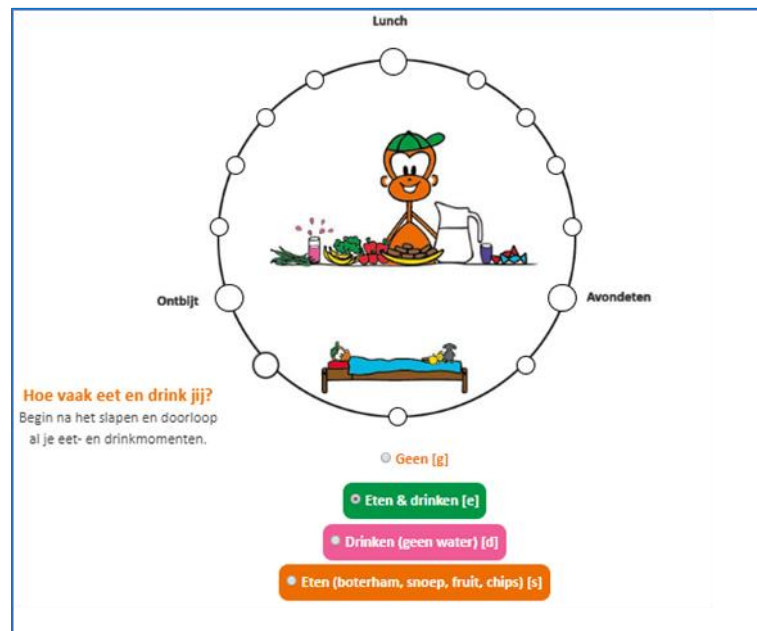 Lunch
Ontbijt
Avondeten
Hoe vaak eet en drink jij?
Begin na het slapen en doorloop
al je eet- en drinkmomenten.
Geen [g]
Eten & drinken [e]
Drinken (geen water) [d]
Eten (boterham, snoep, fruit, chips) [s]